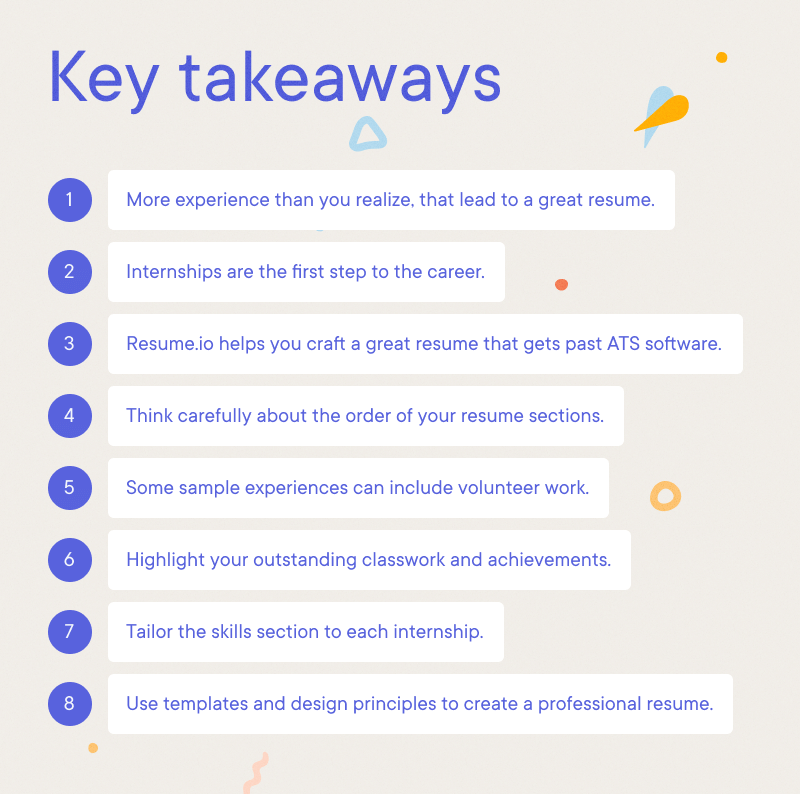 Key takeaways
1 More experience than you realize, that lead to a great resume.
2 Internships are the first step to the career.
3 Resume.io helps you craft a great resume that gets past ATS software.
4 Think carefully about the order of your resume sections.
5 Some sample experiences can include volunteer work.
6 Highlight your outstanding classwork and achievements.
7 Tailor the skills section to each internship.
8 Use templates and design principles to create a professional resume.